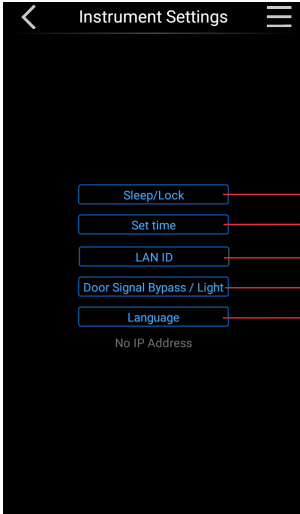 Instrument Settings
Sleep/Lock
Set time
LAN ID
Door Signal Bypass / Light
Language
No IP Address